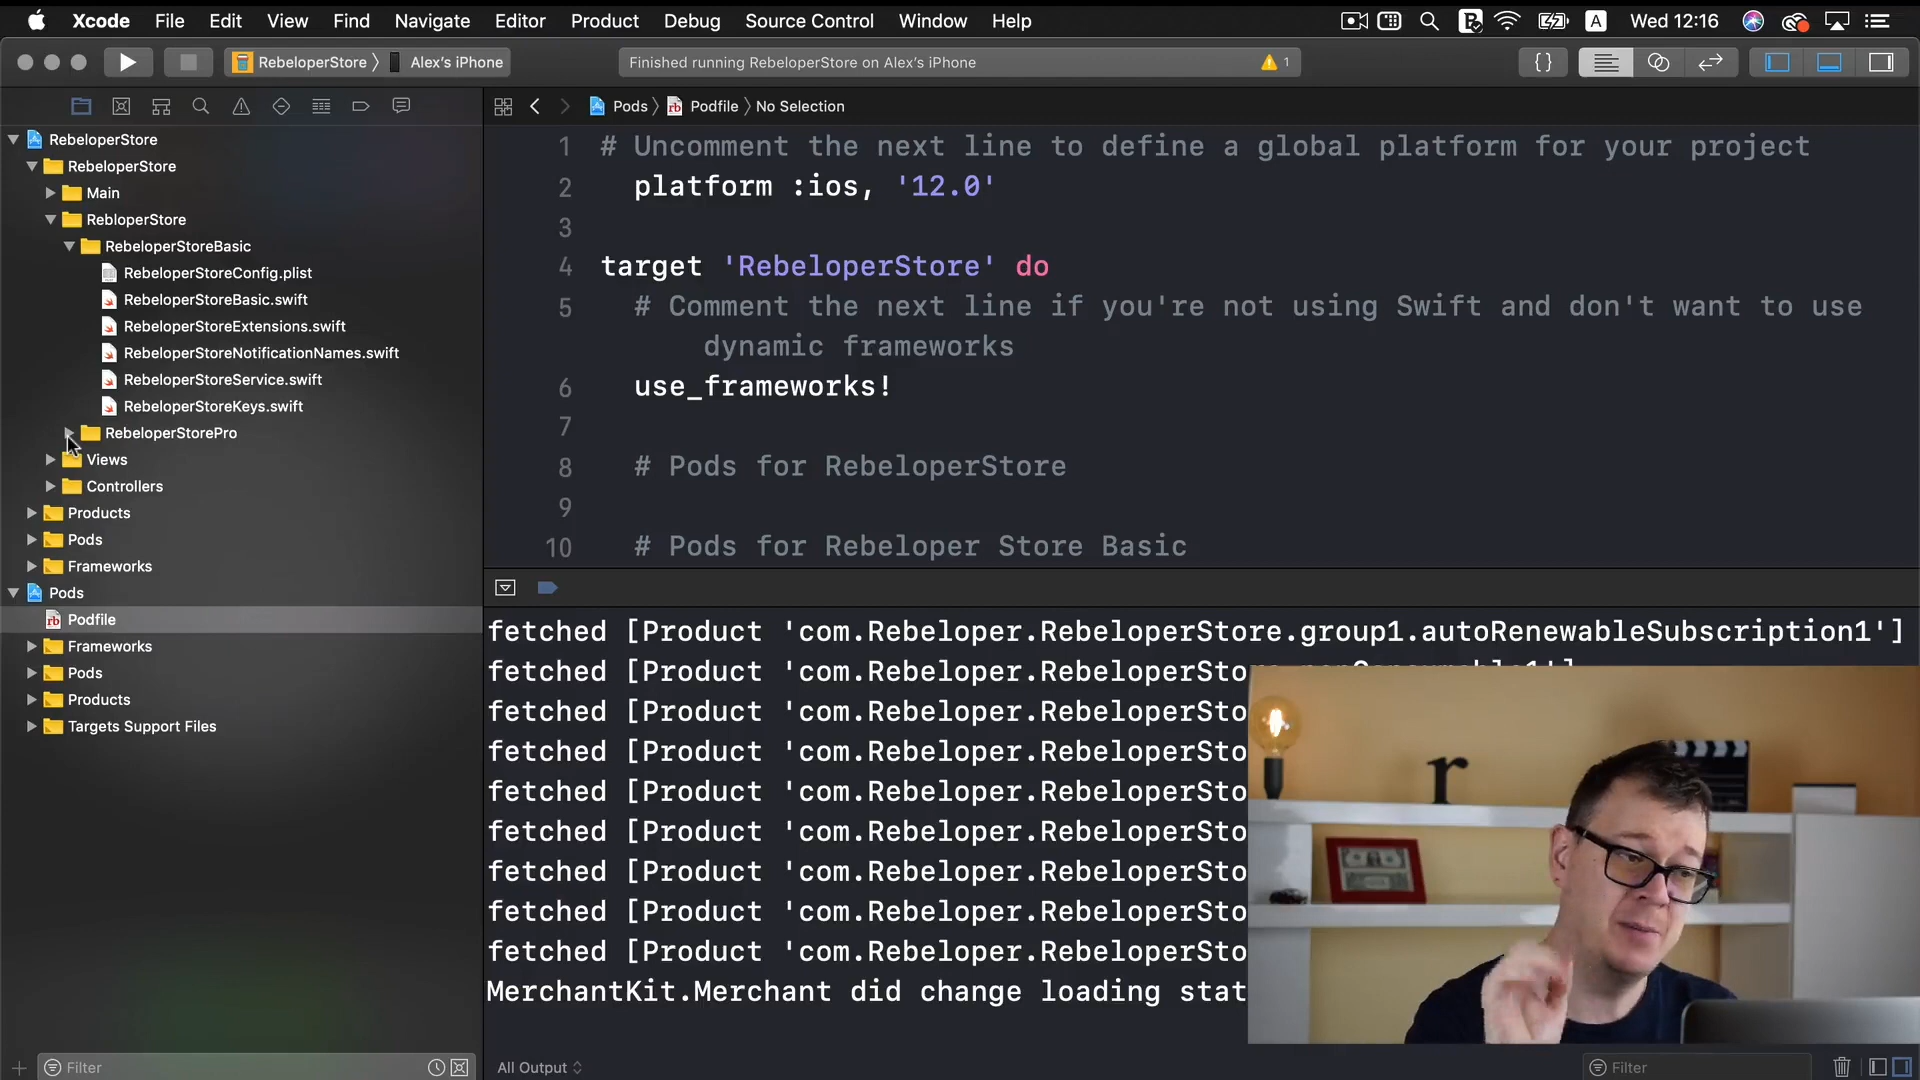 Xcode File Edit View Find Navigate Editor Product Debug Source Control Window Help A Wed 12:16
RebeloperStore Alex's iPhone Finished running RebeloperStore on Alex's iPhone 1 {}
Pods Podfile No Selection
RebeloperStore
RebeloperStore
Main
RebloperStore
RebeloperStoreBasic
RebeloperStoreConfig.plist
RebeloperStoreBasic.swift
RebeloperStoreExtensions.swift
RebeloperStoreNotificationNames.swift
RebeloperStoreService.swift
RebeloperStoreKeys.swift
RebeloperStorePro
Views
Controllers
Products
Pods
Frameworks
Pods
rb Podfile
Frameworks
Pods
Products
Targets Support Files
Filter
1 # Uncomment the next line to define a global platform for your project
2 platform :ios, '12.0'
3
4 target 'RebeloperStore' do
5 # Comment the next line if you're not using Swift and don't want to use
dynamic frameworks
6 use_frameworks!
7
8 # Pods for RebeloperStore
9
10 # Pods for Rebeloper Store Basic
fetched [Product 'com.Rebeloper.RebeloperStore.group1.autoRenewableSubscription1']
fetched [Product 'com.Rebeloper.RebeloperStore.nonConsumable1']
fetched [Product 'com.Rebeloper.RebeloperSto
fetched [Product 'com.Rebeloper.RebeloperSto
fetched [Product 'com.Rebeloper.RebeloperSto
fetched [Product 'com.Rebeloper.RebeloperSto
fetched [Product 'com.Rebeloper.RebeloperSto
fetched [Product 'com.Rebeloper.RebeloperSto
fetched [Product 'com.Rebeloper.RebeloperSto
MerchantKit.Merchant did change loading stat
r
All Output
Filter